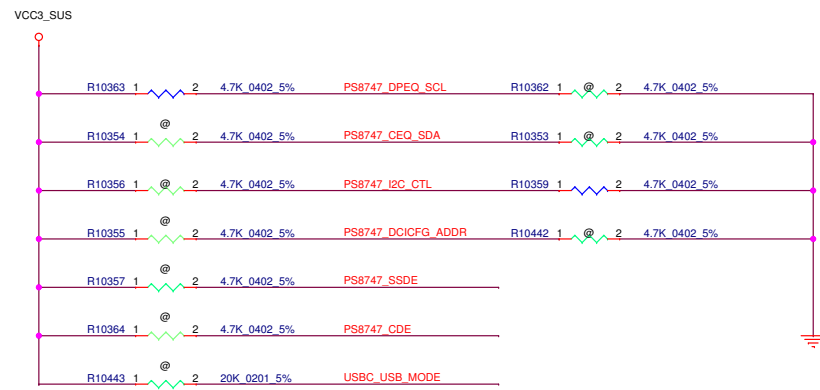 VCC3_SUS
R10363 1 2 4.7K_0402_5% PS8747_DPEQ_SCL R10362 1 @ 2 4.7K_0402_5%
@
R10354 1 2 4.7K_0402_5% PS8747_CEQ_SDA R10353 1 @ 2 4.7K_0402_5%
R10356 1 @ 2 4.7K_0402_5% PS8747_I2C_CTL R10359 1 2 4.7K_0402_5%
@
R10355 1 2 4.7K_0402_5% PS8747_DCICFG_ADDR R10442 1 @ 2 4.7K_0402_5%
@
R10357 1 2 4.7K_0402_5% PS8747_SSDE
@
R10364 1 2 4.7K_0402_5% PS8747_CDE
@
R10443 1 2 20K_0201_5% USBC_USB_MODE